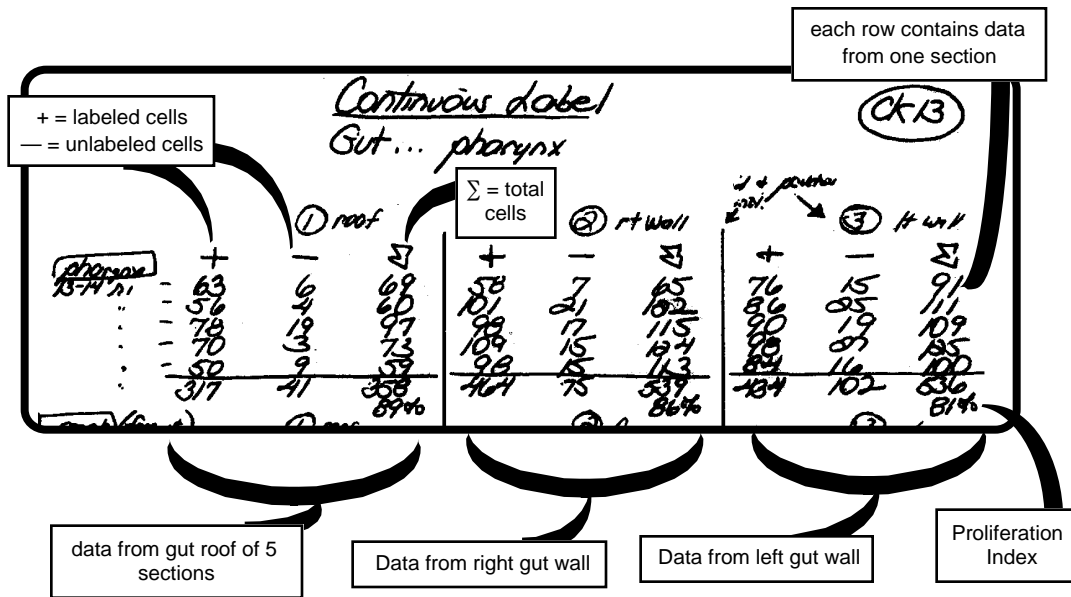 each row contains data
from one section
+ = labeled cells
— = unlabeled cells
Continuous Label
CK13
Gut... pharynx
∑ = total
cells
① roof ② rt wall ③ lt wall
+ − Σ + − Σ + − Σ
pharynx
13-14 63 6 69 58 7 65 76 15 91
" 56 4 60 101 21 122 86 25 111
" 78 19 97 98 17 115 90 19 109
" 70 3 73 109 15 124 98 27 125
" 50 9 59 98 15 113 84 16 100
317 41 358 464 75 539 434 102 536
89% 86% 81%
data from gut roof of 5
sections
Data from right gut wall
Data from left gut wall
Proliferation
Index